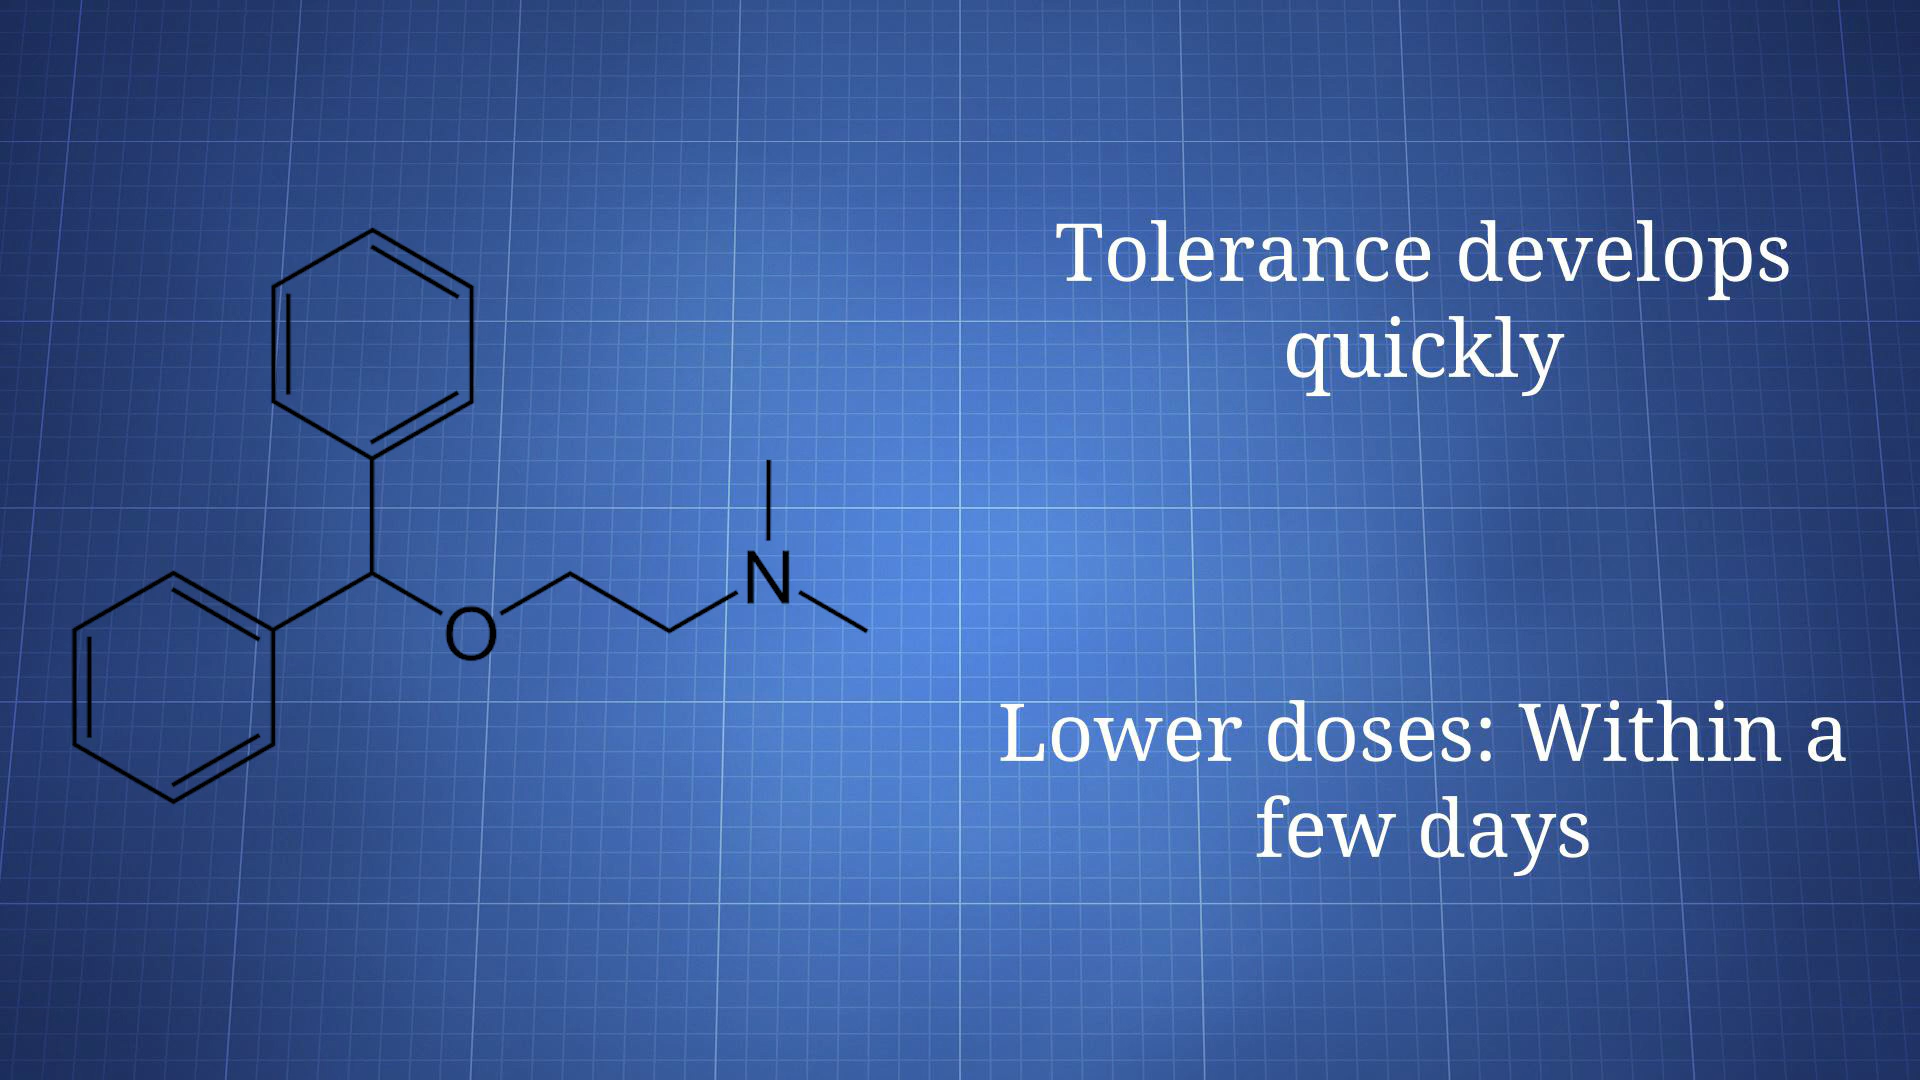 Tolerance develops
quickly
N
O
Lower doses: Within a
few days